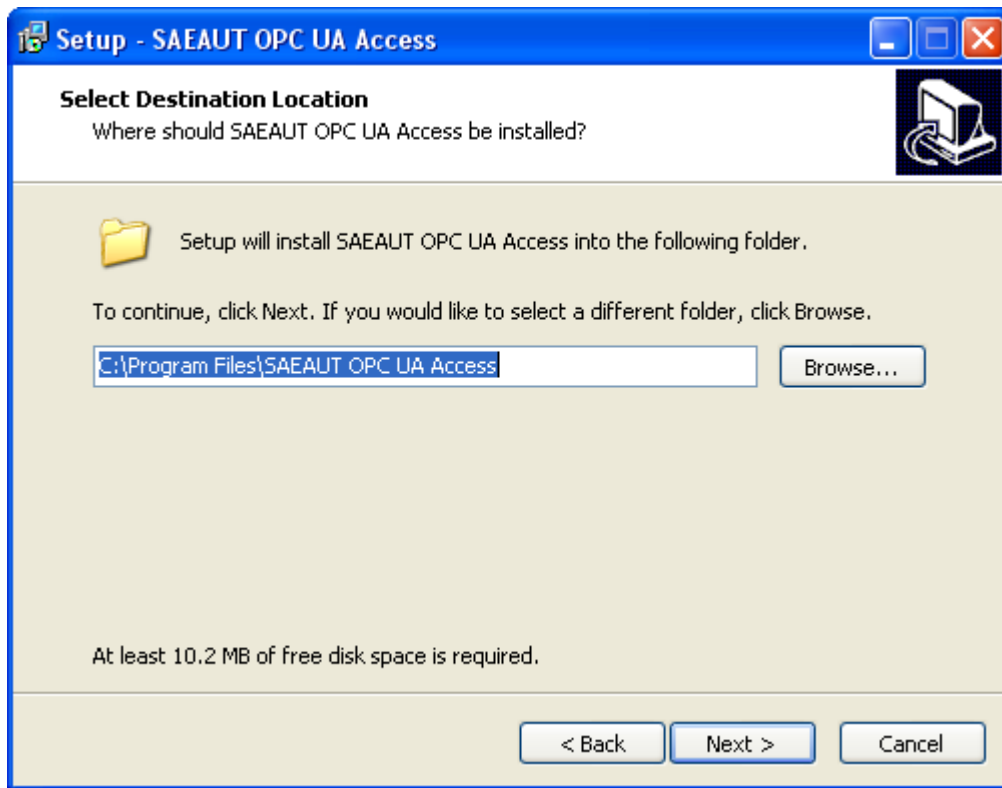 Setup - SAEAUT OPC UA Access
Select Destination Location
Where should SAEAUT OPC UA Access be installed?
Setup will install SAEAUT OPC UA Access into the following folder.
To continue, click Next. If you would like to select a different folder, click Browse.
C:\Program Files\SAEAUT OPC UA Access
Browse...
At least 10.2 MB of free disk space is required.
< Back
Next >
Cancel